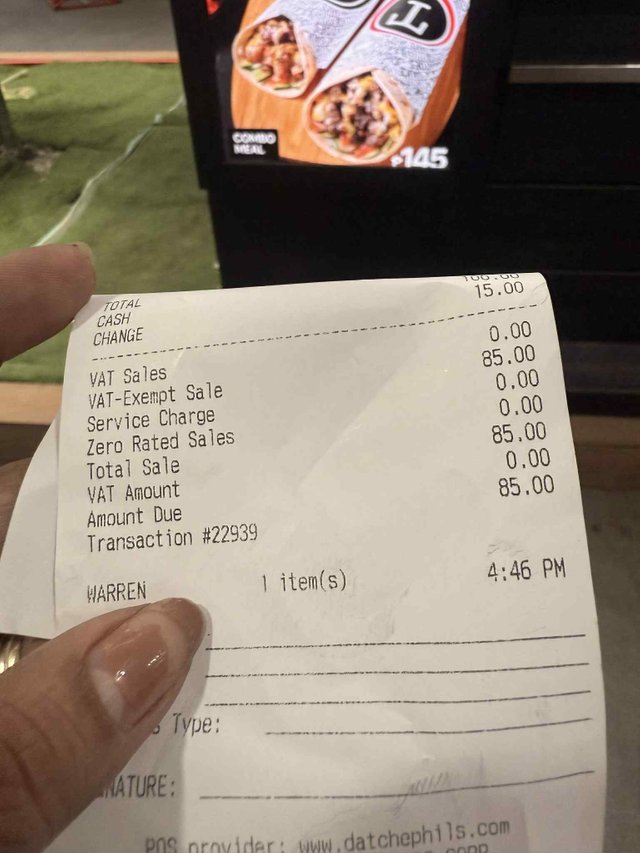 COMBO
MEAL
₱145
TOTAL
CASH 100.00
CHANGE 15.00
VAT Sales 0.00
VAT-Exempt Sale 85.00
Service Charge 0.00
Zero Rated Sales 0.00
Total Sale 85.00
VAT Amount 0.00
Amount Due 85.00
Transaction #22939
WARREN 1 item(s) 4:46 PM
Type:
NATURE:
POS provider: www.datchephils.com